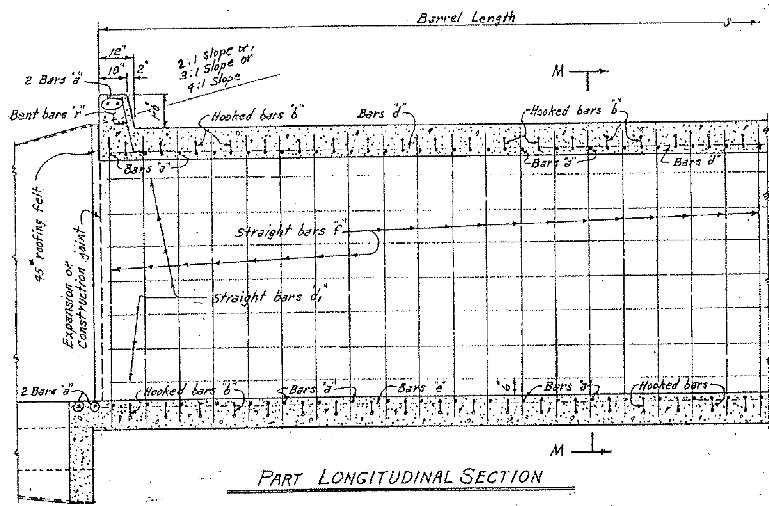 Barrel Length
12"
10" 2"
2:1 Slope or,
3:1 Slope or
4:1 Slope
2 Bars "a"
Bent bars "r"
M
Hooked bars "b"
Bars "d"
Hooked bars "b"
Bars "a"
Bars "a"
Bars "d"
45# roofing felt
Expansion or
Construction joint
Straight bars "f"
Straight bars "d1"
2 Bars "a"
Hooked bars "b"
Bars "a"
Bars "e"
Bars "a"
Hooked bars
M
PART LONGITUDINAL SECTION